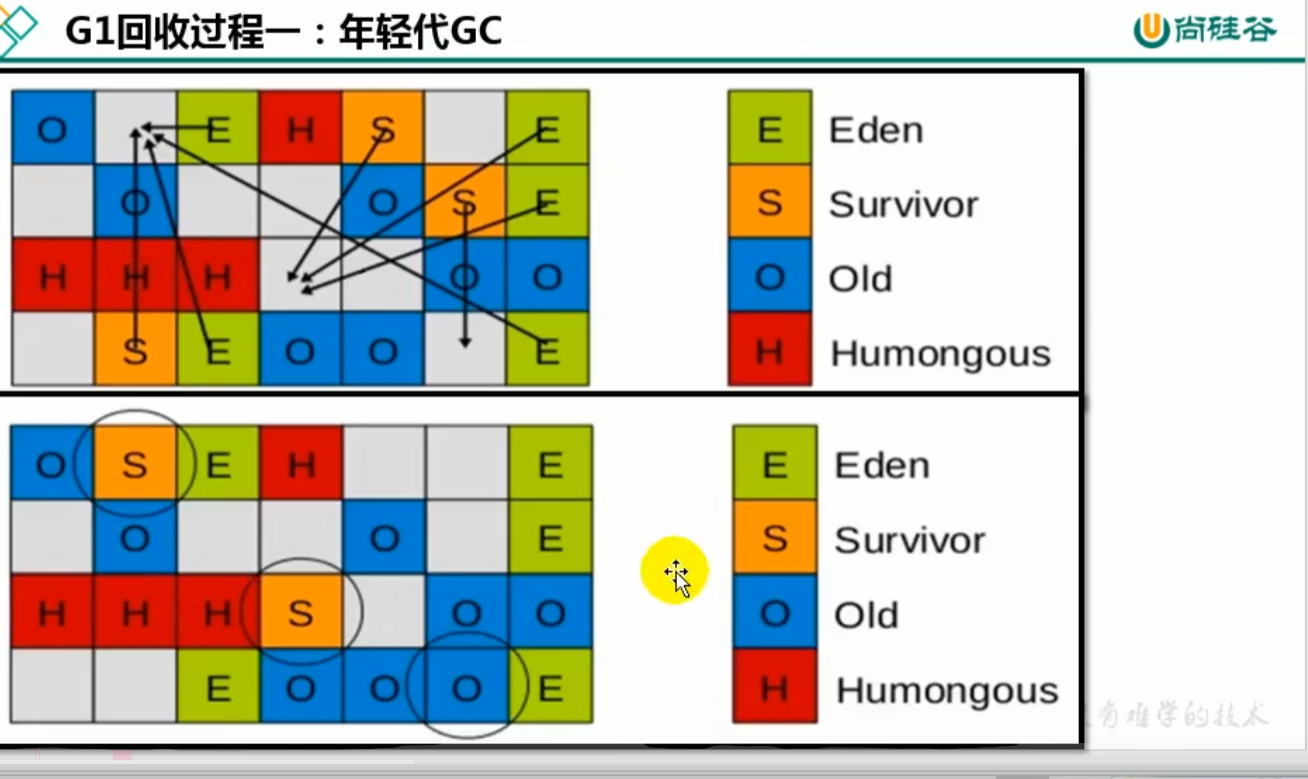 G1回收过程一：年轻代GC
尚硅谷
O E H S E
O O S E
H H H O O
S E O O E
E Eden
S Survivor
O Old
H Humongous
O S E H E
O O E
H H H S O O
E O O O E
E Eden
S Survivor
O Old
H Humongous
有难学的技术